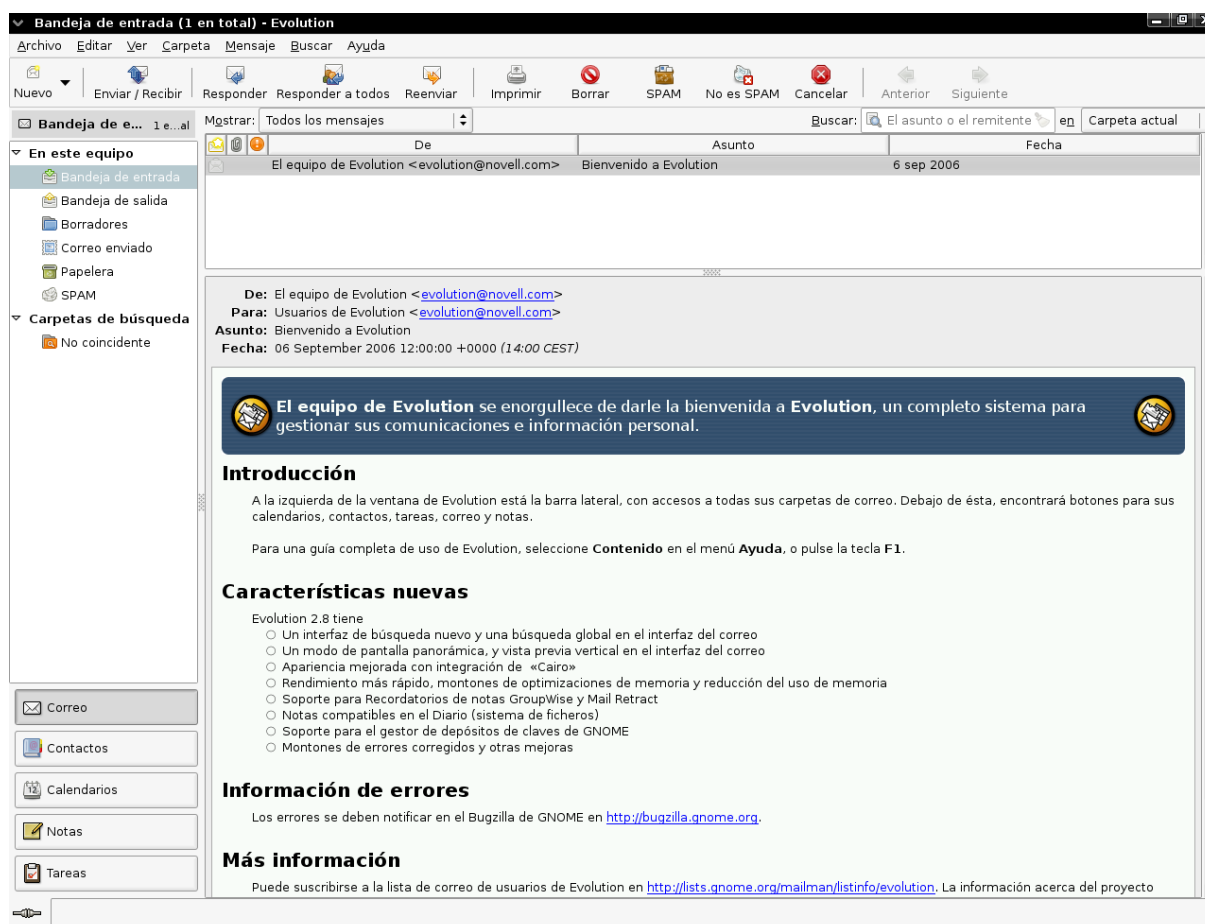 Bandeja de entrada (1 en total) - Evolution
Archivo Editar Ver Carpeta Mensaje Buscar Ayuda
Nuevo Enviar / Recibir Responder Responder a todos Reenviar Imprimir Borrar SPAM No es SPAM Cancelar Anterior Siguiente
Bandeja de e... 1 e...al
Mostrar: Todos los mensajes
Buscar: El asunto o el remitente en Carpeta actual
En este equipo
Bandeja de entrada
Bandeja de salida
Borradores
Correo enviado
Papelera
SPAM
Carpetas de búsqueda
No coincidente
De Asunto Fecha
El equipo de Evolution <evolution@novell.com> Bienvenido a Evolution 6 sep 2006
De: El equipo de Evolution <evolution@novell.com>
Para: Usuarios de Evolution <evolution@novell.com>
Asunto: Bienvenido a Evolution
Fecha: 06 September 2006 12:00:00 +0000 (14:00 CEST)
El equipo de Evolution se enorgullece de darle la bienvenida a Evolution, un completo sistema para
gestionar sus comunicaciones e información personal.
Introducción
A la izquierda de la ventana de Evolution está la barra lateral, con accesos a todas sus carpetas de correo. Debajo de ésta, encontrará botones para sus
calendarios, contactos, tareas, correo y notas.
Para una guía completa de uso de Evolution, seleccione Contenido en el menú Ayuda, o pulse la tecla F1.
Características nuevas
Evolution 2.8 tiene
Un interfaz de búsqueda nuevo y una búsqueda global en el interfaz del correo
Un modo de pantalla panorámica, y vista previa vertical en el interfaz del correo
Apariencia mejorada con integración de «Cairo»
Rendimiento más rápido, montones de optimizaciones de memoria y reducción del uso de memoria
Soporte para Recordatorios de notas GroupWise y Mail Retract
Notas compatibles en el Diario (sistema de ficheros)
Soporte para el gestor de depósitos de claves de GNOME
Montones de errores corregidos y otras mejoras
Información de errores
Los errores se deben notificar en el Bugzilla de GNOME en http://bugzilla.gnome.org.
Más información
Puede suscribirse a la lista de correo de usuarios de Evolution en http://lists.gnome.org/mailman/listinfo/evolution. La información acerca del proyecto
Correo
Contactos
12
Calendarios
Notas
Tareas